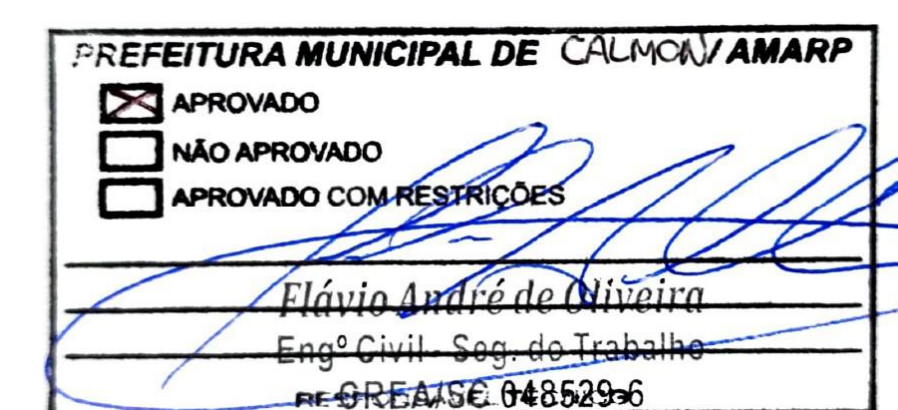 PREFEITURA MUNICIPAL DE CALMON/AMARP
APROVADO
NÃO APROVADO
APROVADO COM RESTRIÇÕES
Flávio André de Oliveira
Engº Civil - Seg. do Trabalho
CREA/SC 048529-6